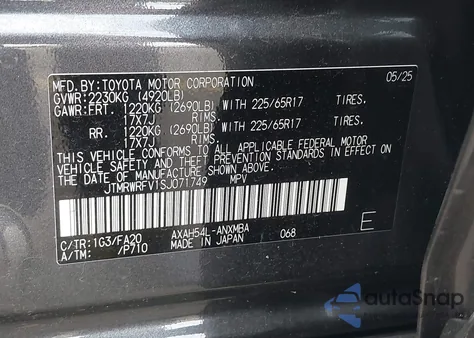 MFD. BY: TOYOTA MOTOR CORPORATION 05/25
GVWR: 2230KG (4920LB)
GAWR: FRT. 1220KG (2690LB) WITH 225/65R17 TIRES.
17X7J RIMS.
RR. 1220KG (2690LB) WITH 225/65R17 TIRES.
17X7J RIMS.
THIS VEHICLE CONFORMS TO ALL APPLICABLE FEDERAL MOTOR
VEHICLE SAFETY, BUMPER, AND THEFT PREVENTION STANDARDS IN
EFFECT ON THE DATE OF MANUFACTURE SHOWN ABOVE.
JTMRWRFV1SJ071749 MPV
E
C/TR: 1G3/FA20 AXAH54L-ANXMBA 068
A/TM: /P710 MADE IN JAPAN
autoSnap